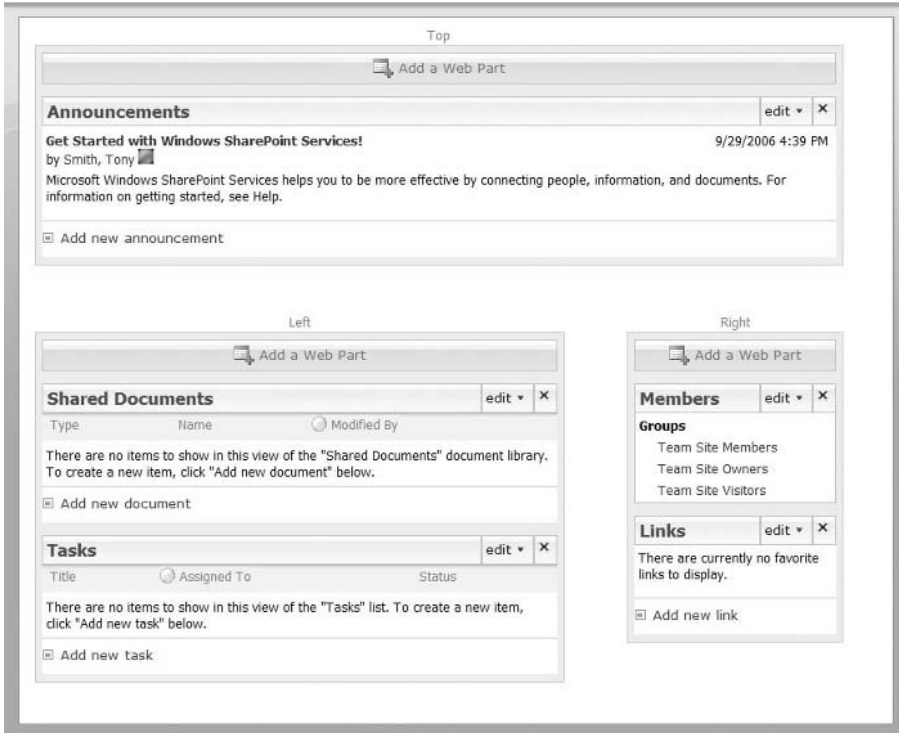 Top
Add a Web Part
Announcements edit ×
Get Started with Windows SharePoint Services! 9/29/2006 4:39 PM
by Smith, Tony
Microsoft Windows SharePoint Services helps you to be more effective by connecting people, information, and documents. For
information on getting started, see Help.
Add new announcement
Left
Add a Web Part
Shared Documents edit ×
Type Name Modified By
There are no items to show in this view of the "Shared Documents" document library.
To create a new item, click "Add new document" below.
Add new document
Tasks edit ×
Title Assigned To Status
There are no items to show in this view of the "Tasks" list. To create a new item,
click "Add new task" below.
Add new task
Right
Add a Web Part
Members edit ×
Groups
Team Site Members
Team Site Owners
Team Site Visitors
Links edit ×
There are currently no favorite
links to display.
Add new link